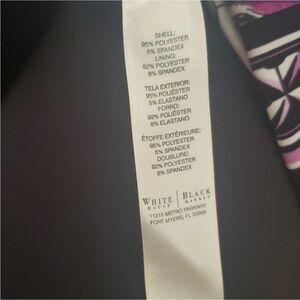 SHELL:
95% POLYESTER
5% SPANDEX
LINING:
92% POLYESTER
8% SPANDEX
TELA EXTERIOR:
95% POLIÉSTER
5% ELASTANO
FORRO:
92% POLIÉSTER
8% ELASTANO
ÉTOFFE EXTÉRIEURE:
95% POLYESTER
5% SPANDEX
DOUBLURE:
92% POLYESTER
8% SPANDEX
WHITE | BLACK
HOUSE | MARKET
11215 METRO PARKWAY
FORT MYERS, FL 33966